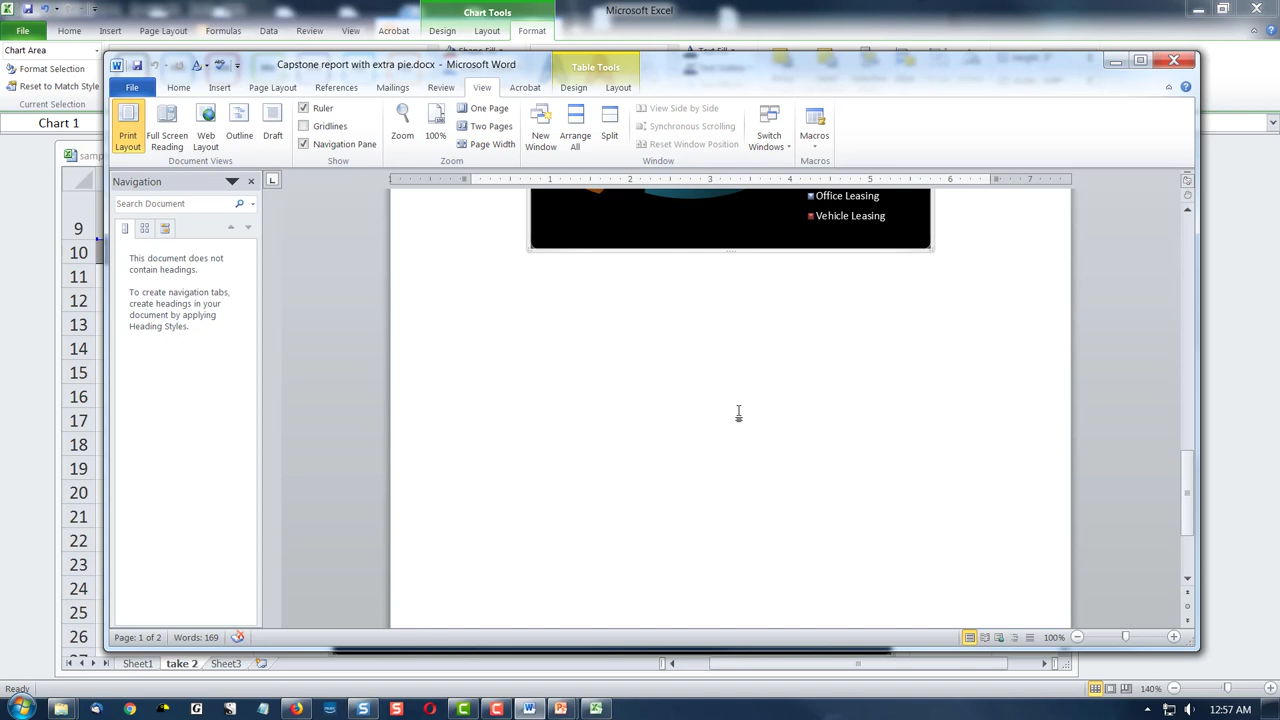 Chart Tools
Microsoft Excel
File Home Insert Page Layout Formulas Data Review View Acrobat Design Layout Format
Chart Area
Format Selection
Reset to Match Style
Current Selection
Chart 1
Capstone report with extra pie.docx - Microsoft Word
Table Tools
File Home Insert Page Layout References Mailings Review View Acrobat Design Layout
Print Layout
Full Screen Reading
Web Layout
Outline
Draft
Document Views
Ruler
Gridlines
Navigation Pane
Show
Zoom
100%
One Page
Two Pages
Page Width
Zoom
New Window
Arrange All
Split
View Side by Side
Synchronous Scrolling
Reset Window Position
Window
Switch Windows
Macros
Macros
Navigation
Search Document
This document does not
contain headings.
To create navigation tabs,
create headings in your
document by applying
Heading Styles.
1 1 2 3 4 5 6 7
Office Leasing
Vehicle Leasing
9
10
11
12
13
14
15
16
17
18
19
20
21
22
23
24
25
26
Page: 1 of 2 Words: 169
100%
Sheet1 take 2 Sheet3
Ready
140%
12:57 AM